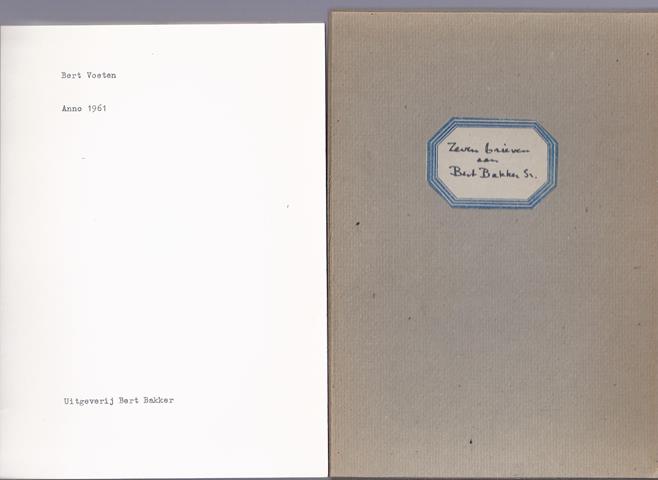 Bert Voeten
Anno 1961
Uitgeverij Bert Bakker
Zeven brieven
aan
Bert Bakker Sr.